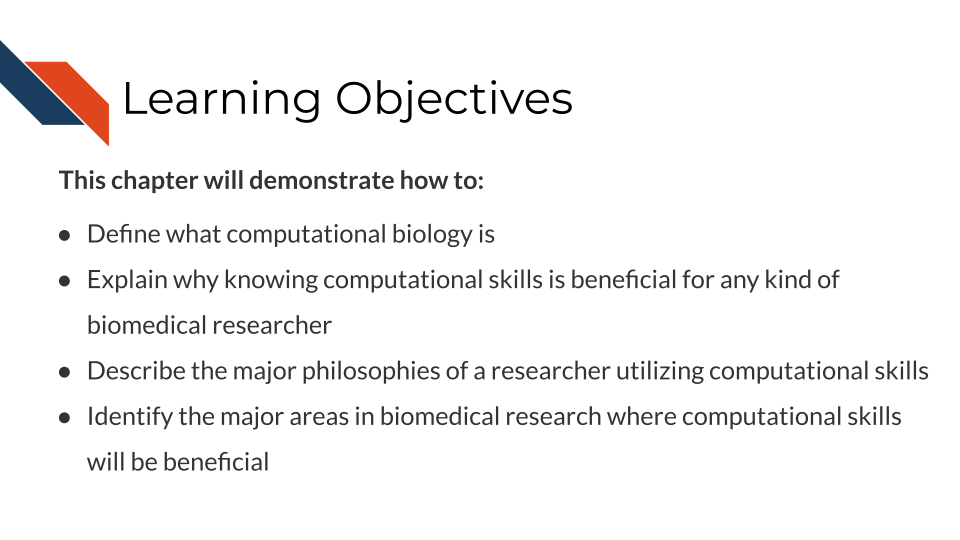 Learning Objectives
This chapter will demonstrate how to:
● Define what computational biology is
● Explain why knowing computational skills is beneficial for any kind of
biomedical researcher
● Describe the major philosophies of a researcher utilizing computational skills
● Identify the major areas in biomedical research where computational skills
will be beneficial